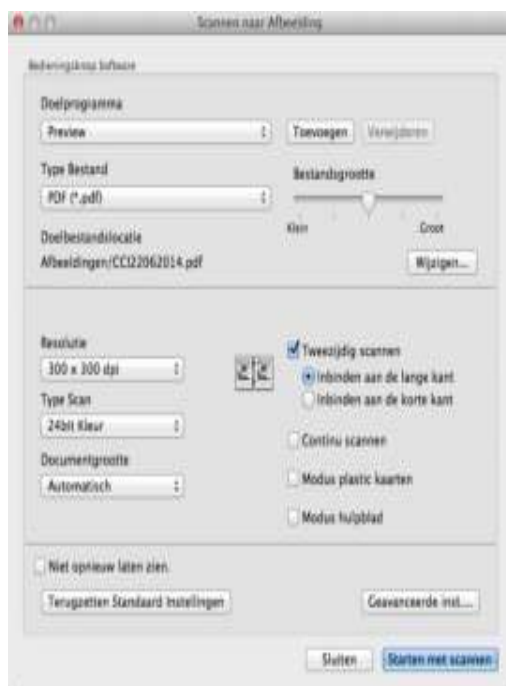 Scannen naar Afbeelding
Bedieningsknop Software
Doelprogramma
Preview
Toevoegen
Verwijderen
Type Bestand
PDF (*.pdf)
Bestandsgrootte
Klein
Groot
Doelbestandslocatie
Afbeeldingen/CCI22062014.pdf
Wijzigen...
Resolutie
300 x 300 dpi
Type Scan
24bit Kleur
Documentgrootte
Automatisch
Tweezijdig scannen
Inbinden aan de lange kant
Inbinden aan de korte kant
Continu scannen
Modus plastic kaarten
Modus hulpblad
Niet opnieuw laten zien.
Terugzetten Standaard Instellingen
Geavanceerde inst....
Sluiten
Starten met scannen